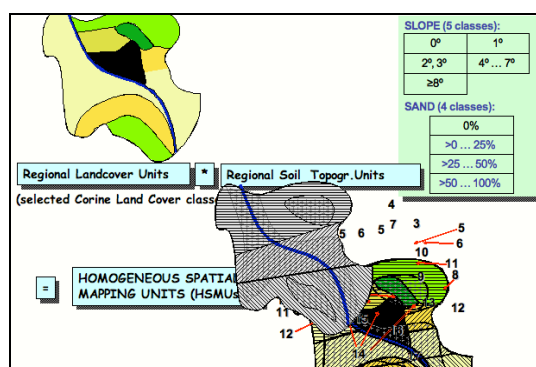 SLOPE (5 classes):
0º 1º
2º, 3º 4º ... 7º
≥8º
SAND (4 classes):
0%
>0 ... 25%
>25 ... 50%
>50 ... 100%
Regional Landcover Units * Regional Soil Topogr.Units
(selected Corine Land Cover class
4
5 6 5 7 3
5
6
10
11
8
9
= HOMOGENEOUS SPATIAL
MAPPING UNITS (HSMUs
13
12
11
12
14